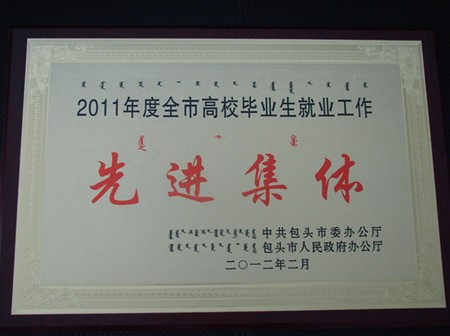 2011年度全市高校毕业生就业工作
先进集体
中共包头市委办公厅
包头市人民政府办公厅
二〇一二年二月